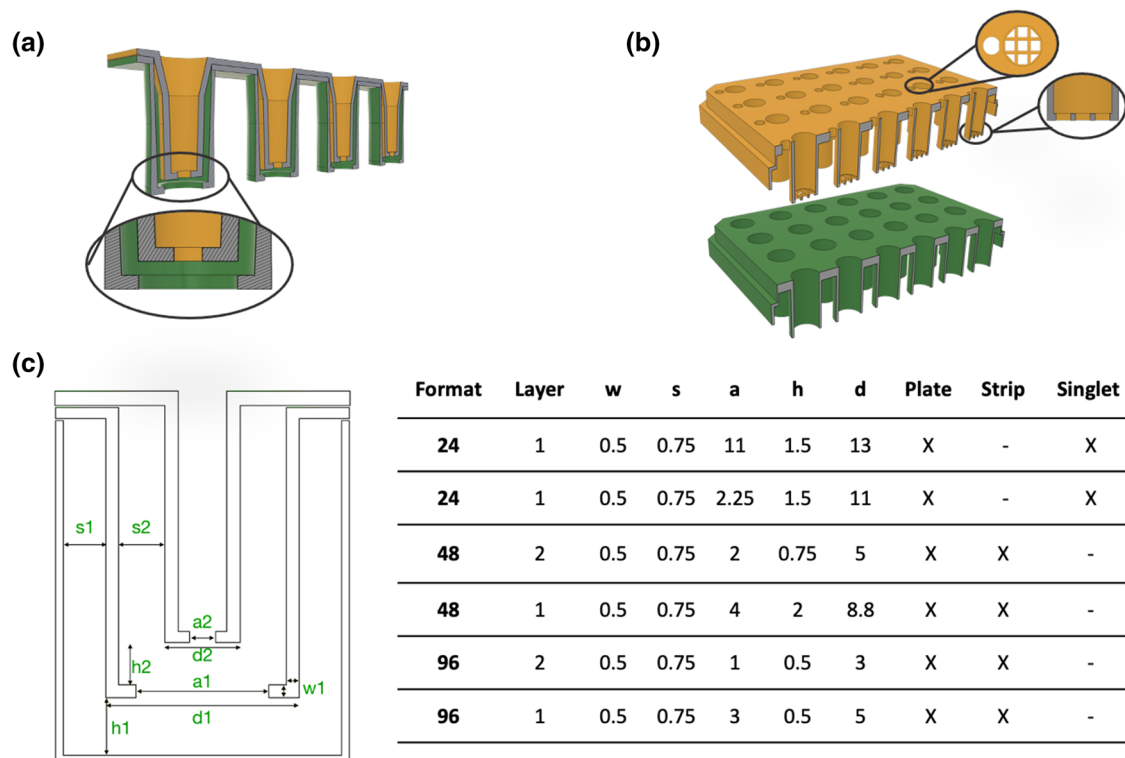 (a)
(b)
(c)
s1
s2
a2
d2
h2
a1
w1
d1
h1
Format Layer w s a h d Plate Strip Singlet
24 1 0.5 0.75 11 1.5 13 X - X
24 1 0.5 0.75 2.25 1.5 11 X - X
48 2 0.5 0.75 2 0.75 5 X X -
48 1 0.5 0.75 4 2 8.8 X X -
96 2 0.5 0.75 1 0.5 3 X X -
96 1 0.5 0.75 3 0.5 5 X X -